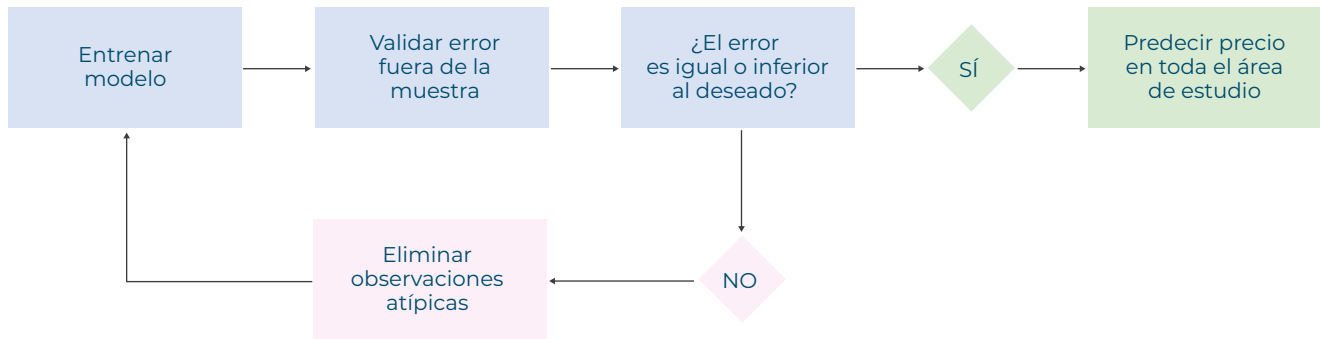 Entrenar
modelo
Validar error
fuera de la
muestra
¿El error
es igual o inferior
al deseado?
SÍ
Predecir precio
en toda el área
de estudio
NO
Eliminar
observaciones
atípicas